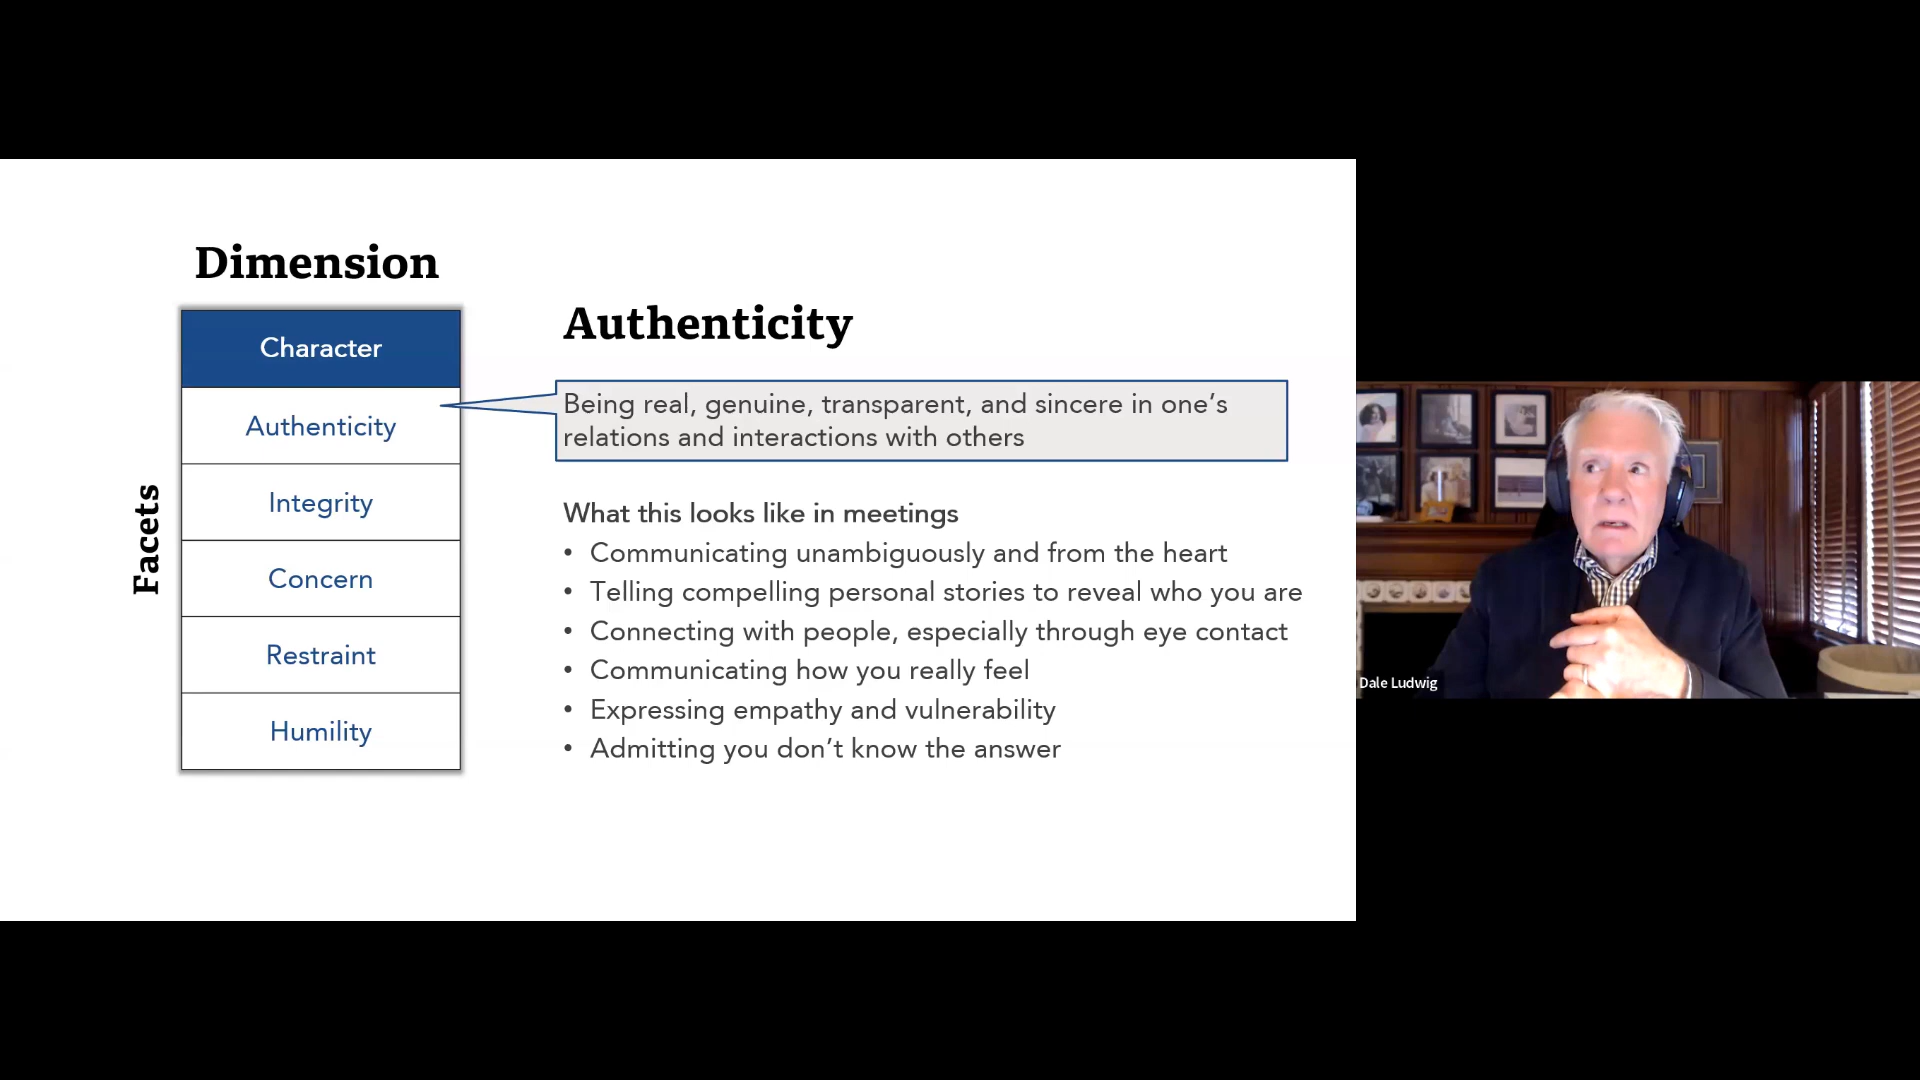 Dimension
Character
Authenticity
Integrity
Concern
Restraint
Humility
Facets
Authenticity
Being real, genuine, transparent, and sincere in one’s
relations and interactions with others
What this looks like in meetings
• Communicating unambiguously and from the heart
• Telling compelling personal stories to reveal who you are
• Connecting with people, especially through eye contact
• Communicating how you really feel
• Expressing empathy and vulnerability
• Admitting you don’t know the answer
Dale Ludwig